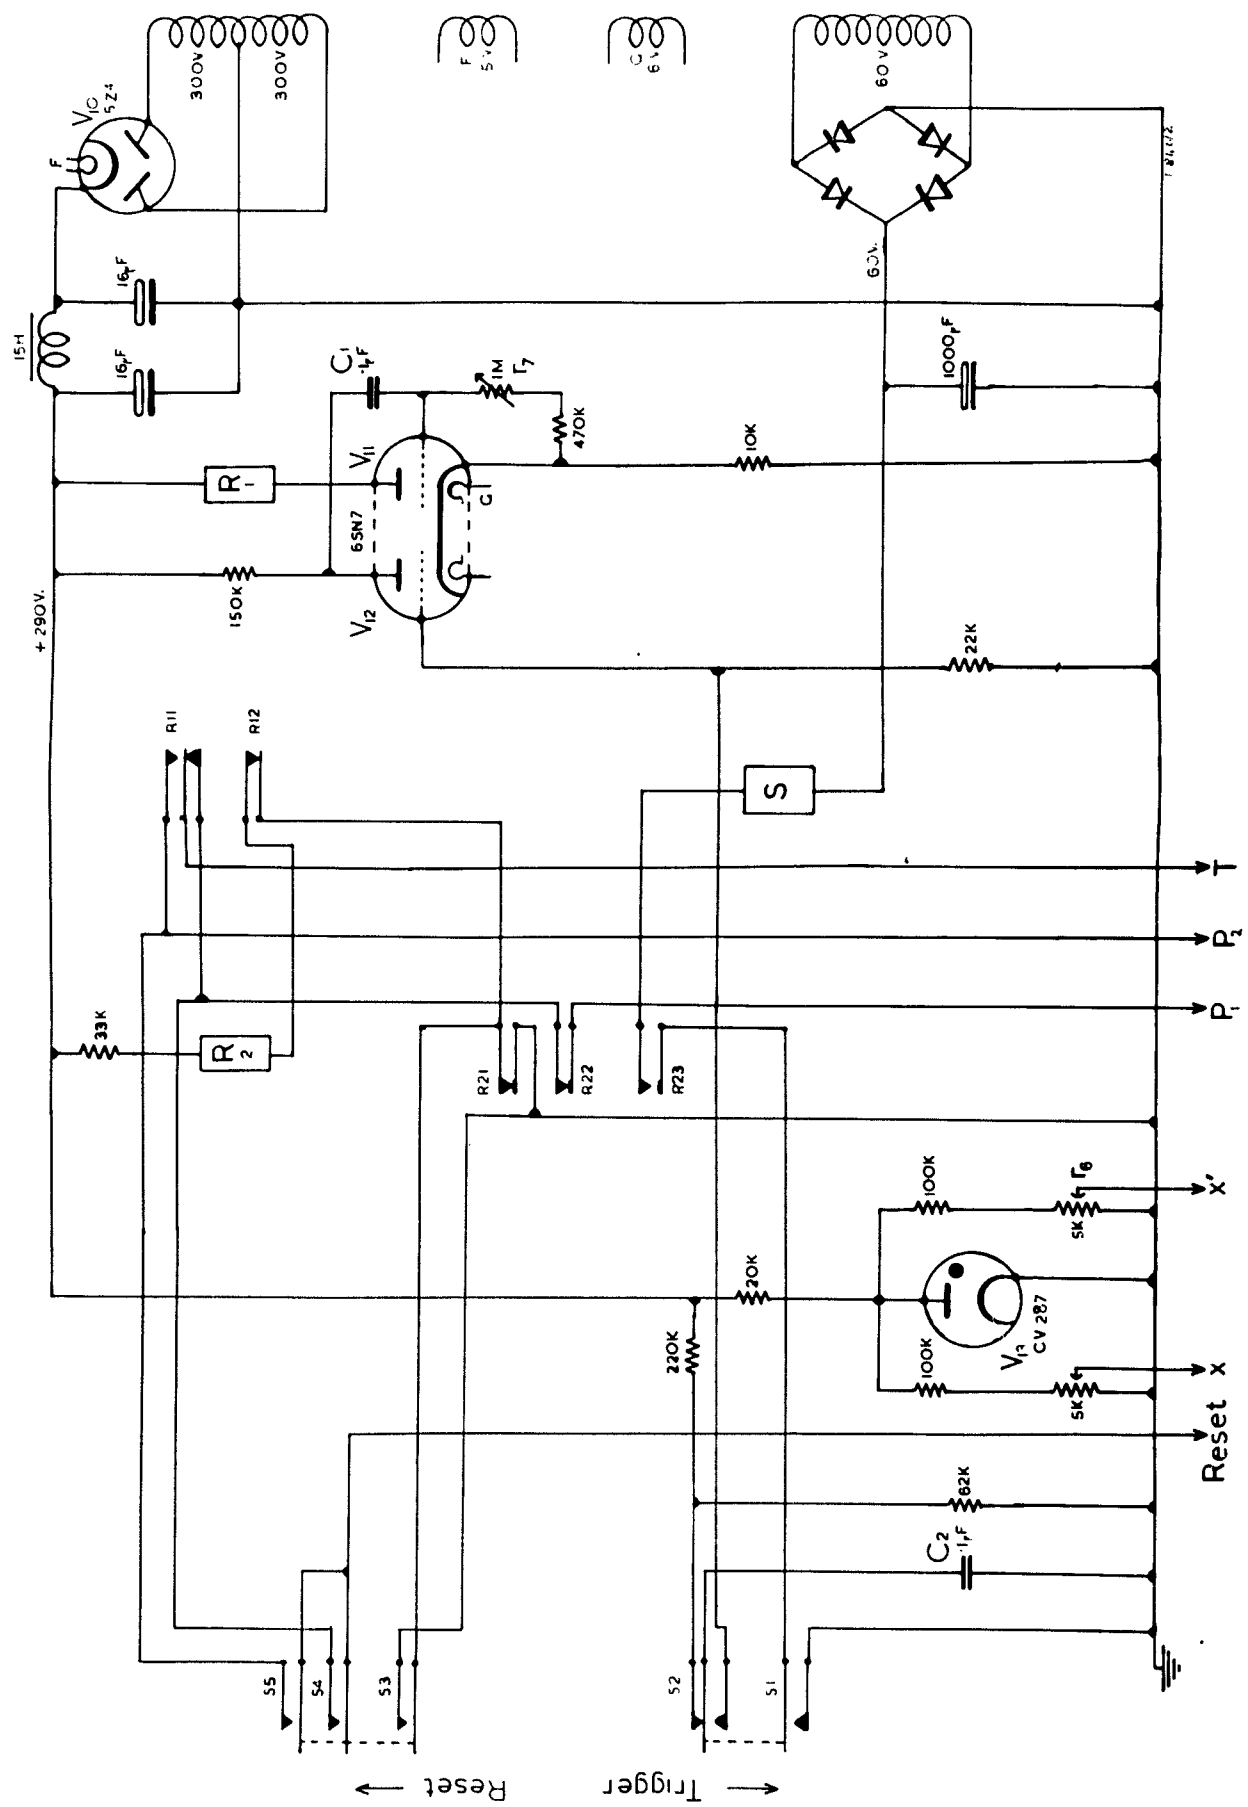 V10
5Z4
F
300V
300V
F
5V
6V
60V
15H
16µF
16µF
60V.
+290V.
R1
C1
.1µF
1M
r7
V11
6SN7
V12
150K
470K
G
10K
1000µF
22K
R11
R12
S
T
P2
P1
33K
R2
R21
R22
R23
100K
r6
5K
X'
20K
220K
V13
CV 287
100K
5K
X
Reset
62K
C2
.1µF
S5
S4
S3
S2
S1
Reset
Trigger